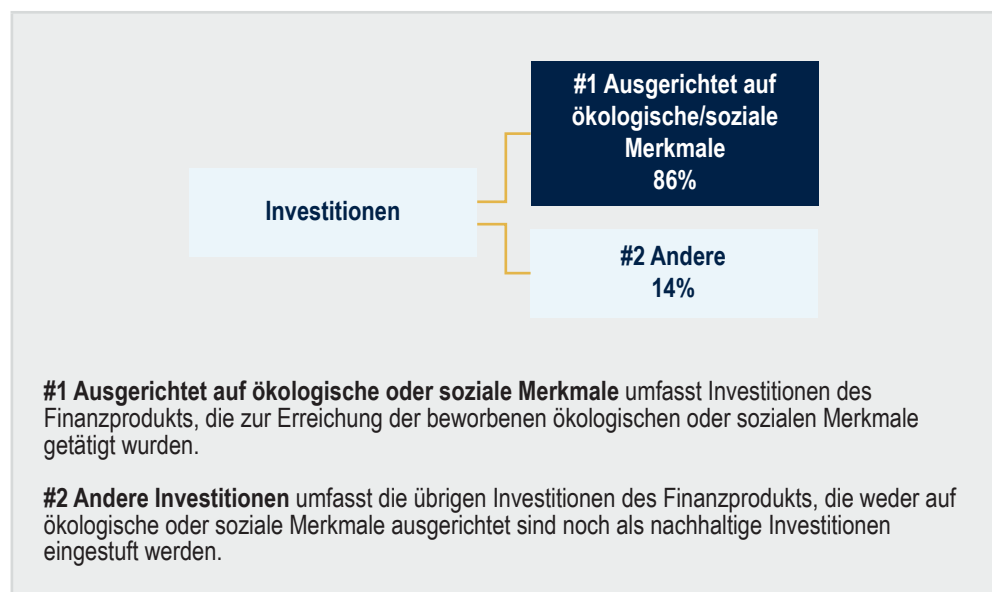 #1 Ausgerichtet auf
ökologische/soziale
Merkmale
86%
Investitionen
#2 Andere
14%
#1 Ausgerichtet auf ökologische oder soziale Merkmale umfasst Investitionen des
Finanzprodukts, die zur Erreichung der beworbenen ökologischen oder sozialen Merkmale
getätigt wurden.
#2 Andere Investitionen umfasst die übrigen Investitionen des Finanzprodukts, die weder auf
ökologische oder soziale Merkmale ausgerichtet sind noch als nachhaltige Investitionen
eingestuft werden.